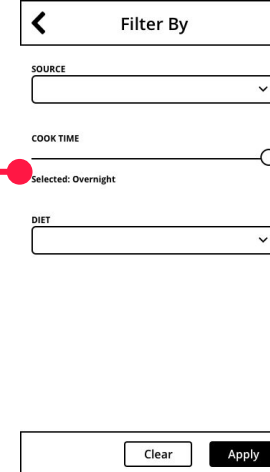 Filter By
SOURCE
COOK TIME
Selected: Overnight
DIET
Clear
Apply